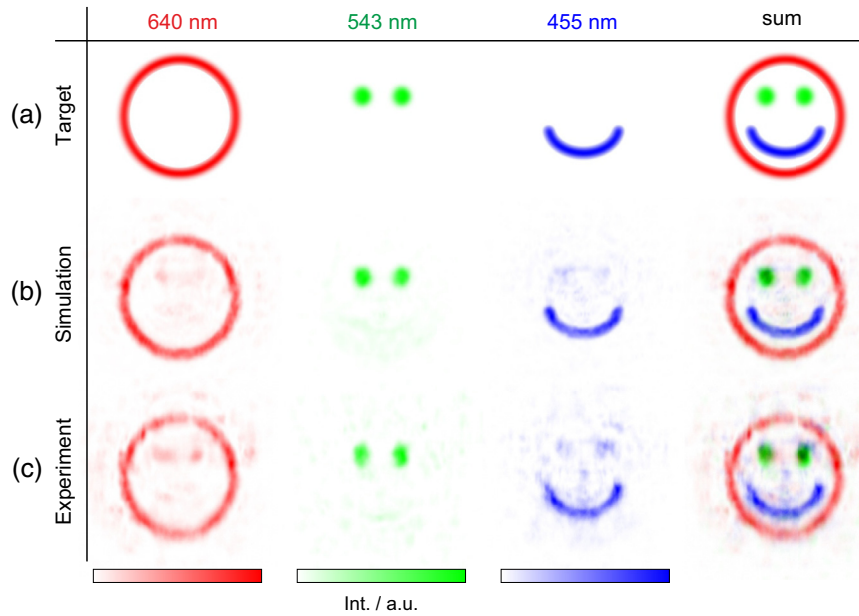 640 nm 543 nm 455 nm sum
(a) Target
(b) Simulation
(c) Experiment
Int. / a.u.